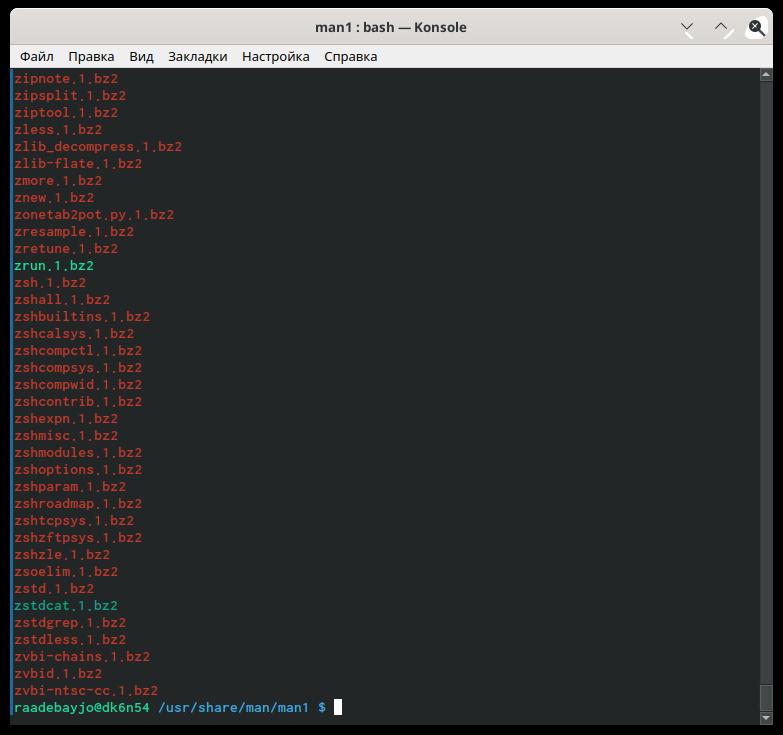 man1 : bash — Konsole
Файл Правка Вид Закладки Настройка Справка
zipnote.1.bz2
zipsplit.1.bz2
ziptool.1.bz2
zless.1.bz2
zlib_decompress.1.bz2
zlib-flate.1.bz2
zmore.1.bz2
znew.1.bz2
zonetab2pot.py.1.bz2
zresample.1.bz2
zretune.1.bz2
zrun.1.bz2
zsh.1.bz2
zshall.1.bz2
zshbuiltins.1.bz2
zshcalsys.1.bz2
zshcompctl.1.bz2
zshcompsys.1.bz2
zshcompwid.1.bz2
zshcontrib.1.bz2
zshexpn.1.bz2
zshmisc.1.bz2
zshmodules.1.bz2
zshoptions.1.bz2
zshparam.1.bz2
zshroadmap.1.bz2
zshtcpsys.1.bz2
zshzftpsys.1.bz2
zshzle.1.bz2
zsoelim.1.bz2
zstd.1.bz2
zstdcat.1.bz2
zstdgrep.1.bz2
zstdless.1.bz2
zvbi-chains.1.bz2
zvbid.1.bz2
zvbi-ntsc-cc.1.bz2
raadebayjo@dk6n54 /usr/share/man/man1 $